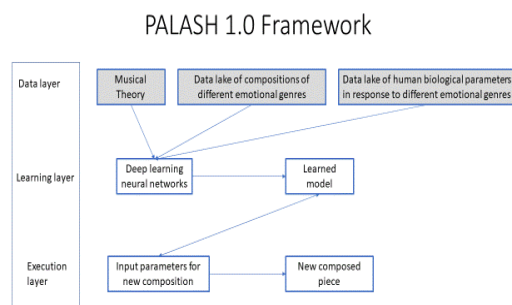 PALASH 1.0 Framework
Data layer
Musical
Theory
Data lake of compositions of
different emotional genres
Data lake of human biological parameters
in response to different emotional genres
Learning layer
Deep learning
neural networks
Learned
model
Execution
layer
Input parameters for
new composition
New composed
piece